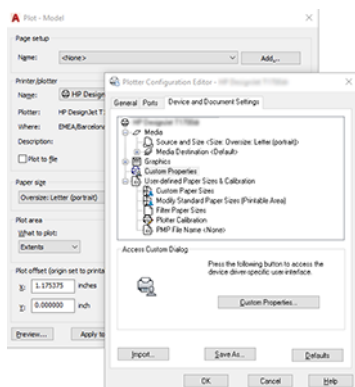 Plot - Model
Page setup
Name: <None> Add...
Printer/plotter
Name: HP Design
Plotter: HP DesignJet T1
Where: EMEA/Barcelon
Description:
Plot to file
Paper size
Oversize: Letter (portrait)
Plot area
What to plot:
Extents
Plot offset (origin set to printa
X: 1.175375 inches
Y: 0.000000 inch
Preview... Apply to
Plotter Configuration Editor -
General Ports Device and Document Settings
Media
Source and Size <Size: Oversize: Letter (portrait)>
Media Destination <Default>
Graphics
Custom Properties
User-defined Paper Sizes & Calibration
Custom Paper Sizes
Modify Standard Paper Sizes (Printable Area)
Filter Paper Sizes
Plotter Calibration
PMP File Name <None>
Access Custom Dialog
Press the following button to access the
device driver-specific user interface.
Custom Properties...
Import... Save As... Defaults
OK Cancel Help